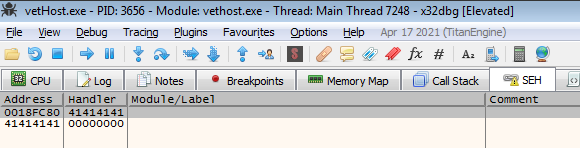 vetHost.exe - PID: 3656 - Module: vethost.exe - Thread: Main Thread 7248 - x32dbg [Elevated]
File View Debug Tracing Plugins Favourites Options Help Apr 17 2021 (TitanEngine)
fx #
CPU Log Notes Breakpoints Memory Map Call Stack SEH
Address Handler Module/Label Comment
0018FC80 41414141
41414141 00000000